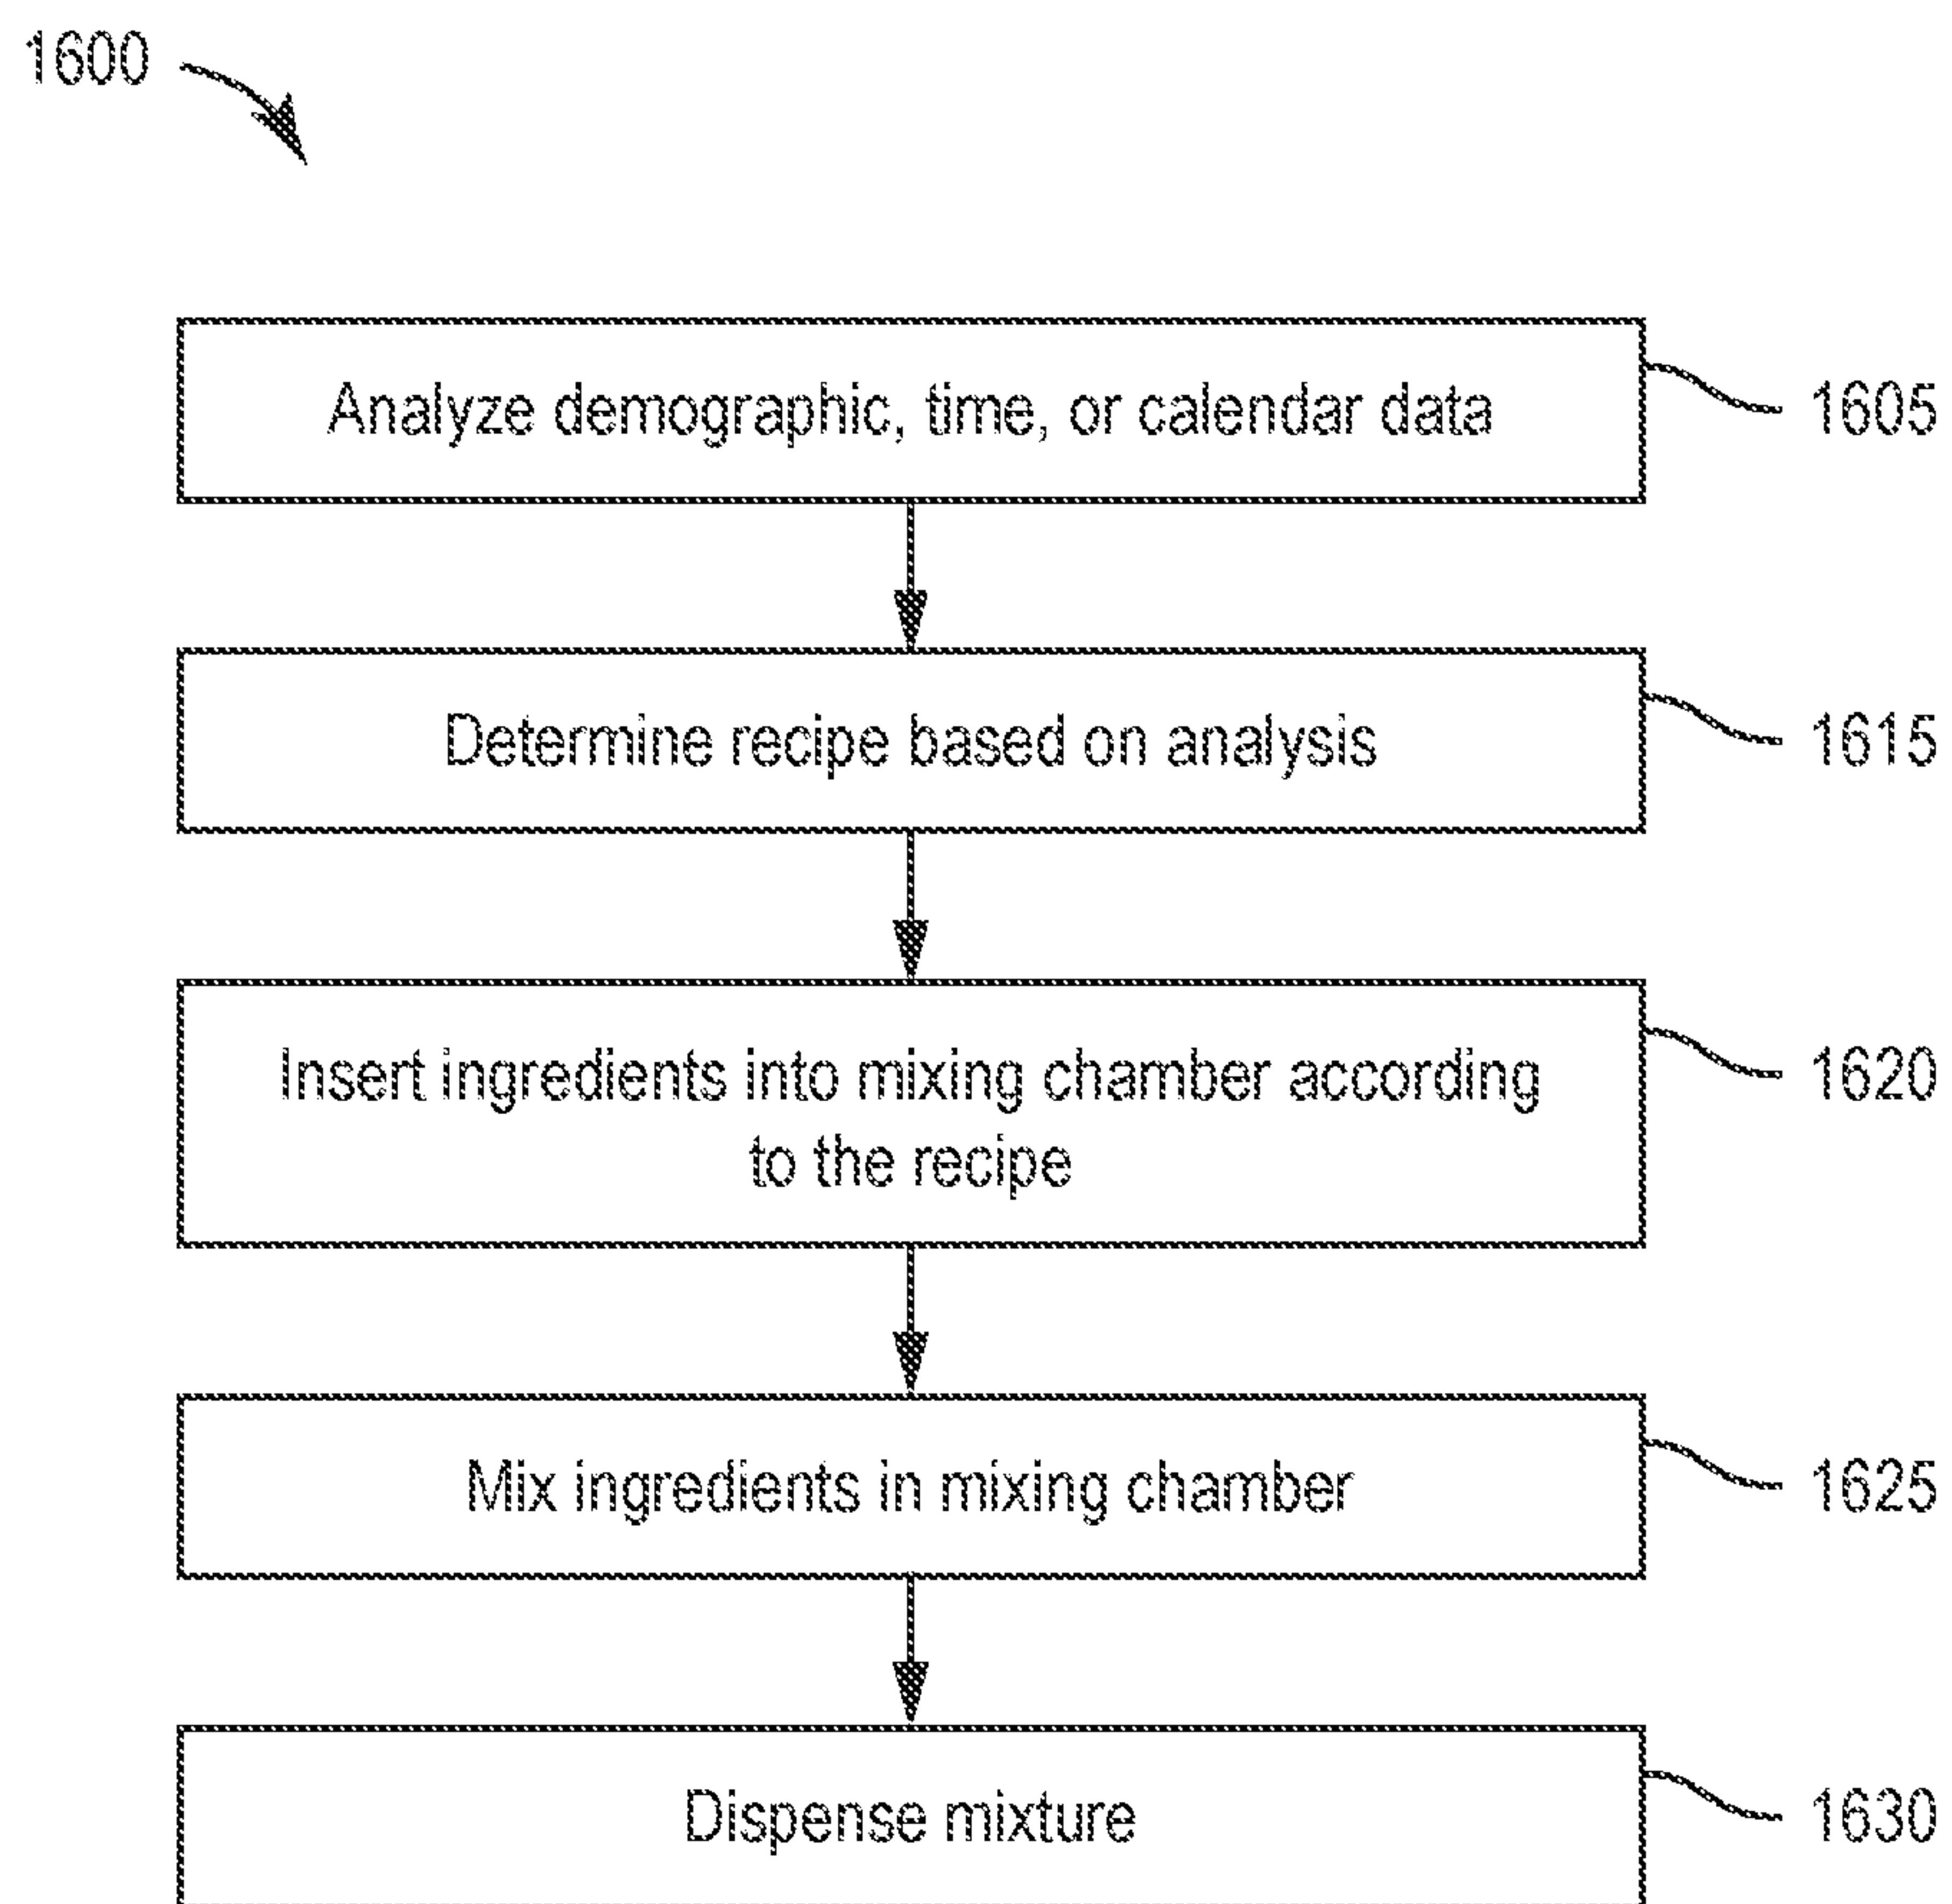 1600
Analyze demographic, time, or calendar data
1605
Determine recipe based on analysis
1615
Insert ingredients into mixing chamber according
to the recipe
1620
Mix ingredients in mixing chamber
1625
Dispense mixture
1630